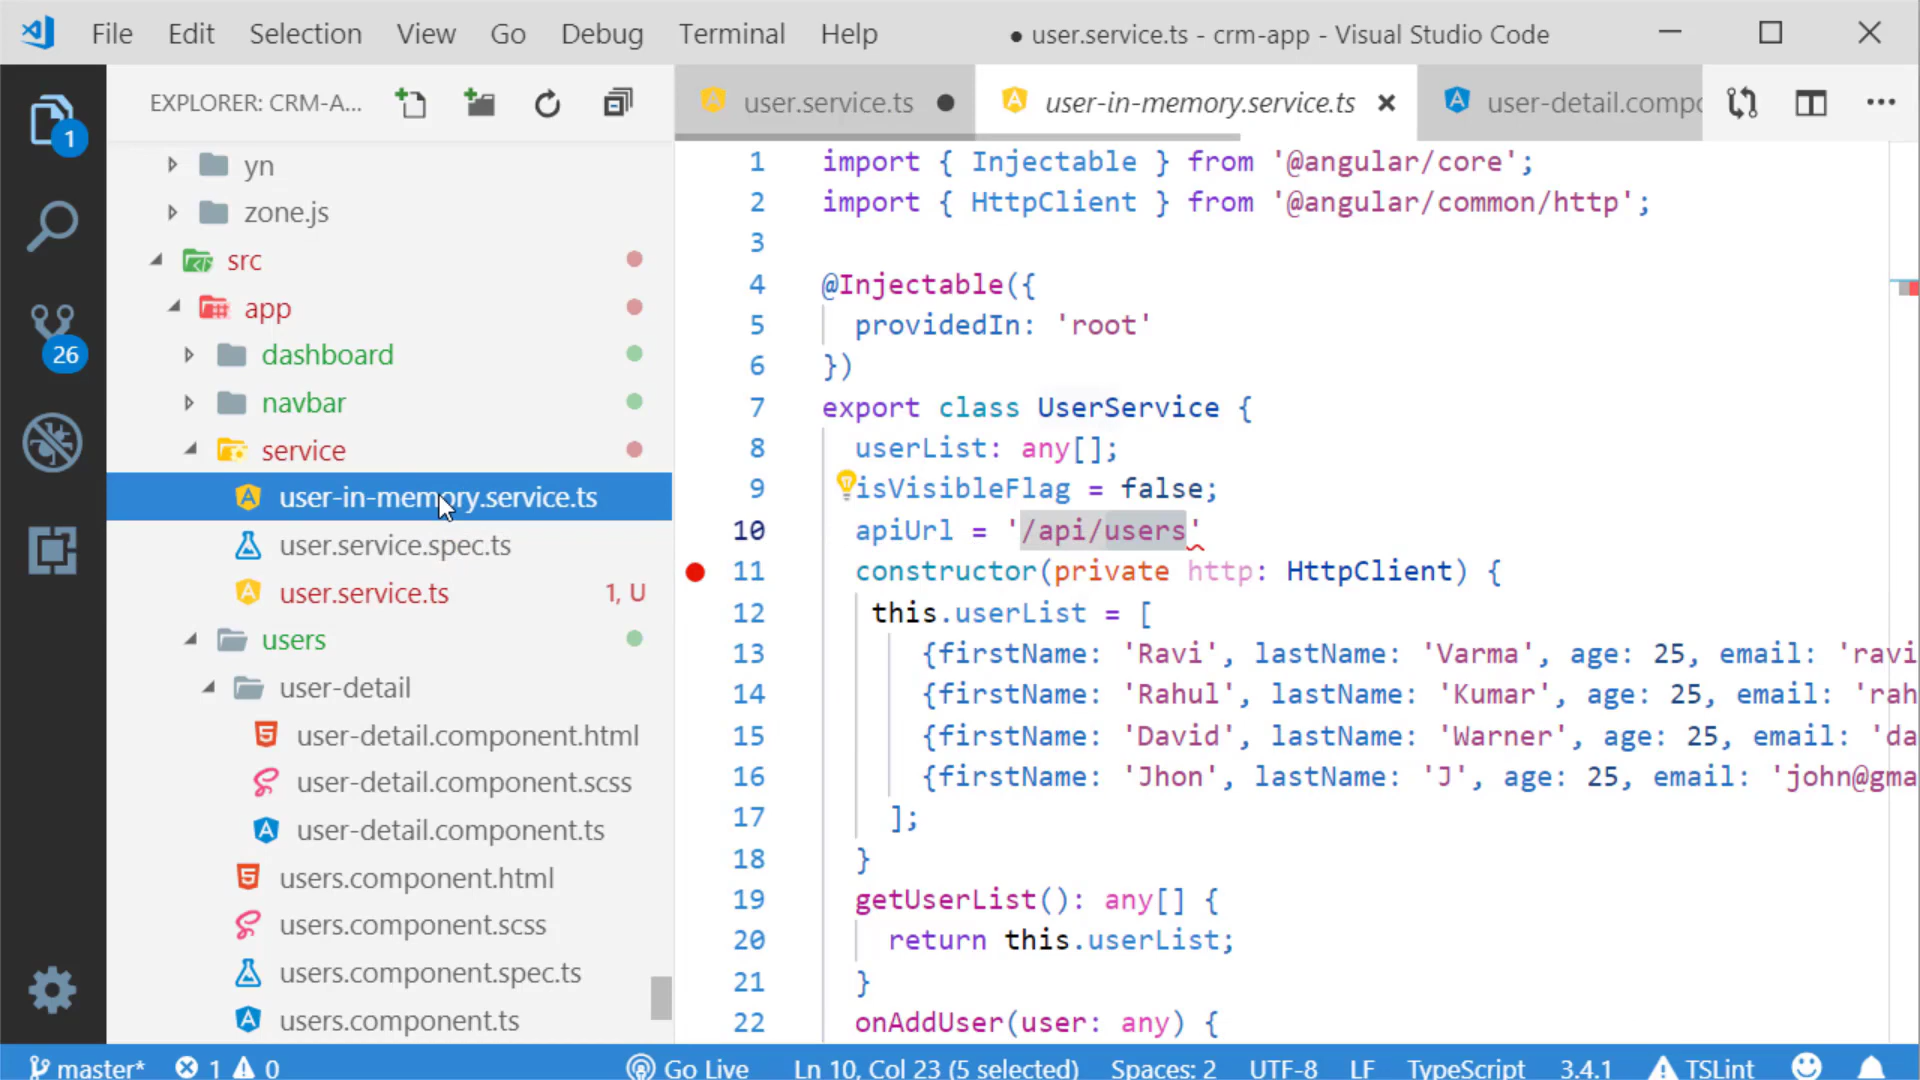 File Edit Selection View Go Debug Terminal Help ● user.service.ts - crm-app - Visual Studio Code
EXPLORER: CRM-A...
user.service.ts
user-in-memory.service.ts
user-detail.compo
1
26
yn
zone.js
src
app
dashboard
navbar
service
user-in-memory.service.ts
user.service.spec.ts
user.service.ts 1, U
users
user-detail
user-detail.component.html
user-detail.component.scss
user-detail.component.ts
users.component.html
users.component.scss
users.component.spec.ts
users.component.ts
1 import { Injectable } from '@angular/core';
2 import { HttpClient } from '@angular/common/http';
3
4 @Injectable({
5 providedIn: 'root'
6 })
7 export class UserService {
8 userList: any[];
9 isVisibleFlag = false;
10 apiUrl = '/api/users'
11 constructor(private http: HttpClient) {
12 this.userList = [
13 {firstName: 'Ravi', lastName: 'Varma', age: 25, email: 'ravi
14 {firstName: 'Rahul', lastName: 'Kumar', age: 25, email: 'rah
15 {firstName: 'David', lastName: 'Warner', age: 25, email: 'da
16 {firstName: 'Jhon', lastName: 'J', age: 25, email: 'john@gma
17 ];
18 }
19 getUserList(): any[] {
20 return this.userList;
21 }
22 onAddUser(user: any) {
master* 1 0 Go Live Ln 10, Col 23 (5 selected) Spaces: 2 UTF-8 LF TypeScript 3.4.1 TSLint